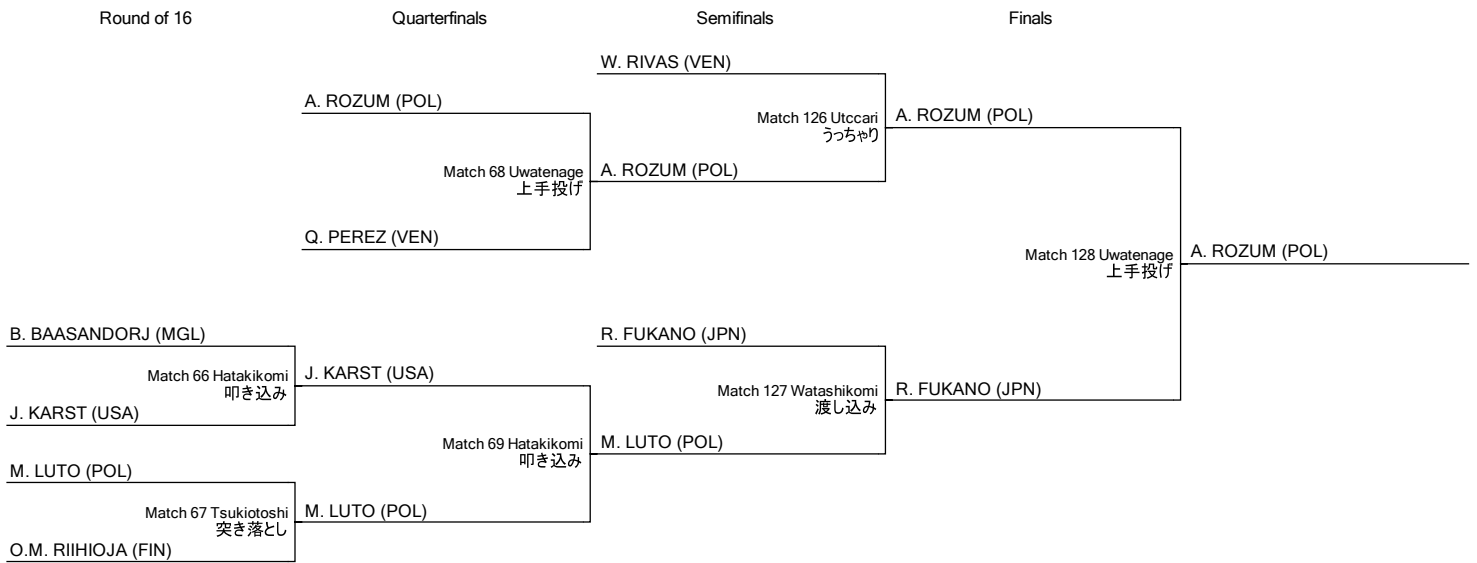 Round of 16
Quarterfinals
Semifinals
Finals
W. RIVAS (VEN)
A. ROZUM (POL)
Match 126 Utccari
うっちゃり
A. ROZUM (POL)
Match 68 Uwatenage
上手投げ
A. ROZUM (POL)
Q. PEREZ (VEN)
Match 128 Uwatenage
上手投げ
A. ROZUM (POL)
B. BAASANDORJ (MGL)
R. FUKANO (JPN)
Match 66 Hatakikomi
叩き込み
J. KARST (USA)
Match 127 Watashikomi
渡し込み
R. FUKANO (JPN)
J. KARST (USA)
Match 69 Hatakikomi
叩き込み
M. LUTO (POL)
M. LUTO (POL)
Match 67 Tsukiotoshi
突き落とし
M. LUTO (POL)
O.M. RIIHIOJA (FIN)